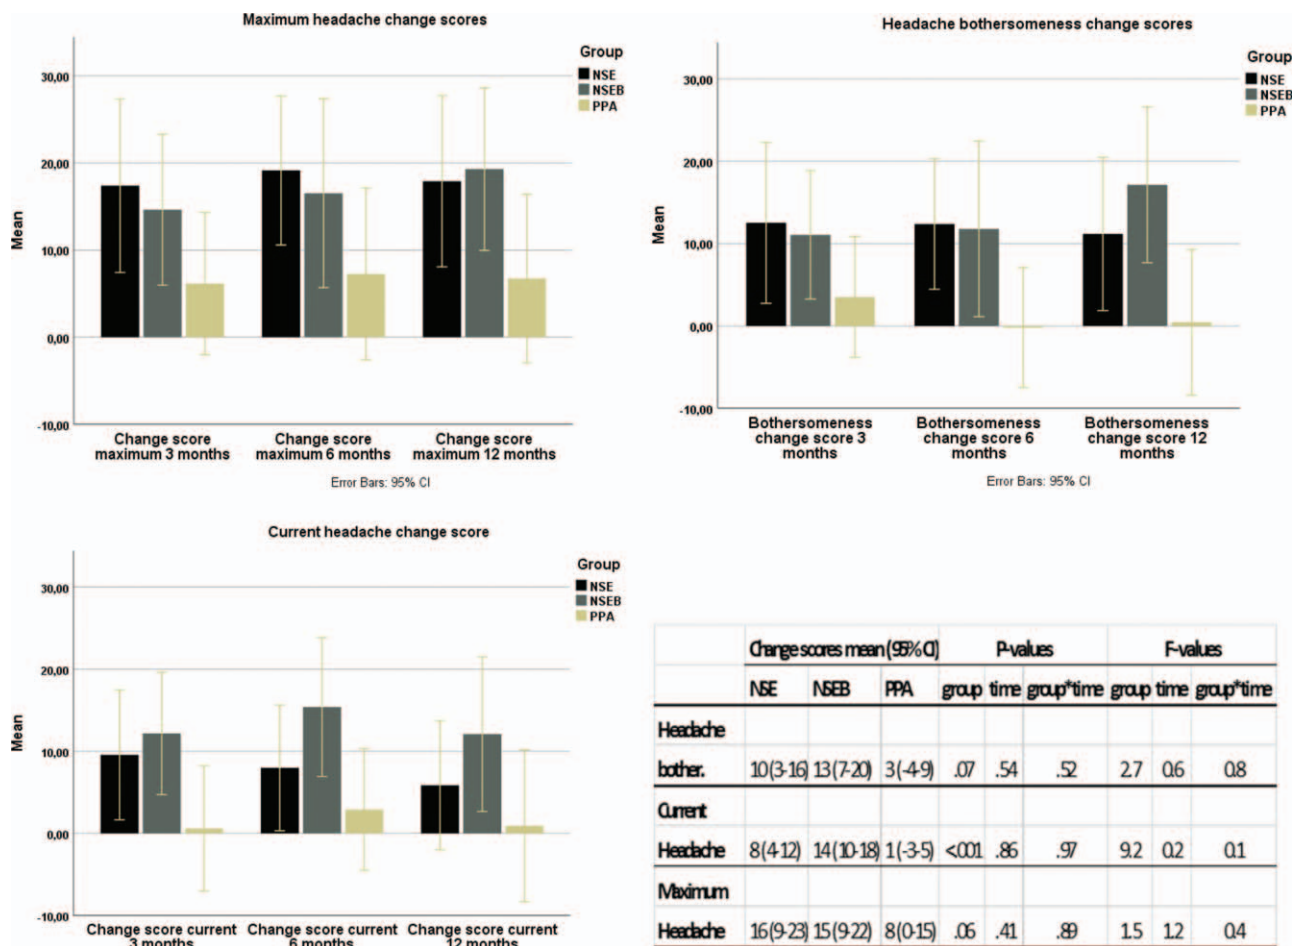 Maximum headache change scores
Group
NSE
NSEB
PPA
30,00
20,00
10,00
0,00
-10,00
Mean
Change score maximum 3 months
Change score maximum 6 months
Change score maximum 12 months
Error Bars: 95% CI
Headache bothersomeness change scores
Group
NSE
NSEB
PPA
30,00
20,00
10,00
0,00
-10,00
Mean
Bothersomeness change score 3 months
Bothersomeness change score 6 months
Bothersomeness change score 12 months
Error Bars: 95% CI
Current headache change score
Group
NSE
NSEB
PPA
30,00
20,00
10,00
0,00
-10,00
Mean
Change score current 3 months
Change score current 6 months
Change score current 12 months
Change scores mean (95% CI) P-values F-values
NSE NSEB PPA group time group*time group time group*time
Headache
bother. 10(3-16) 13(7-20) 3(-4-9) .07 .54 .52 2.7 0.6 0.8
Current
Headache 8(4-12) 14(10-18) 1(-3-5) <.001 .86 .97 9.2 0.2 0.1
Maximum
Headache 16(9-23) 15(9-22) 8(0-15) .06 .41 .89 1.5 1.2 0.4